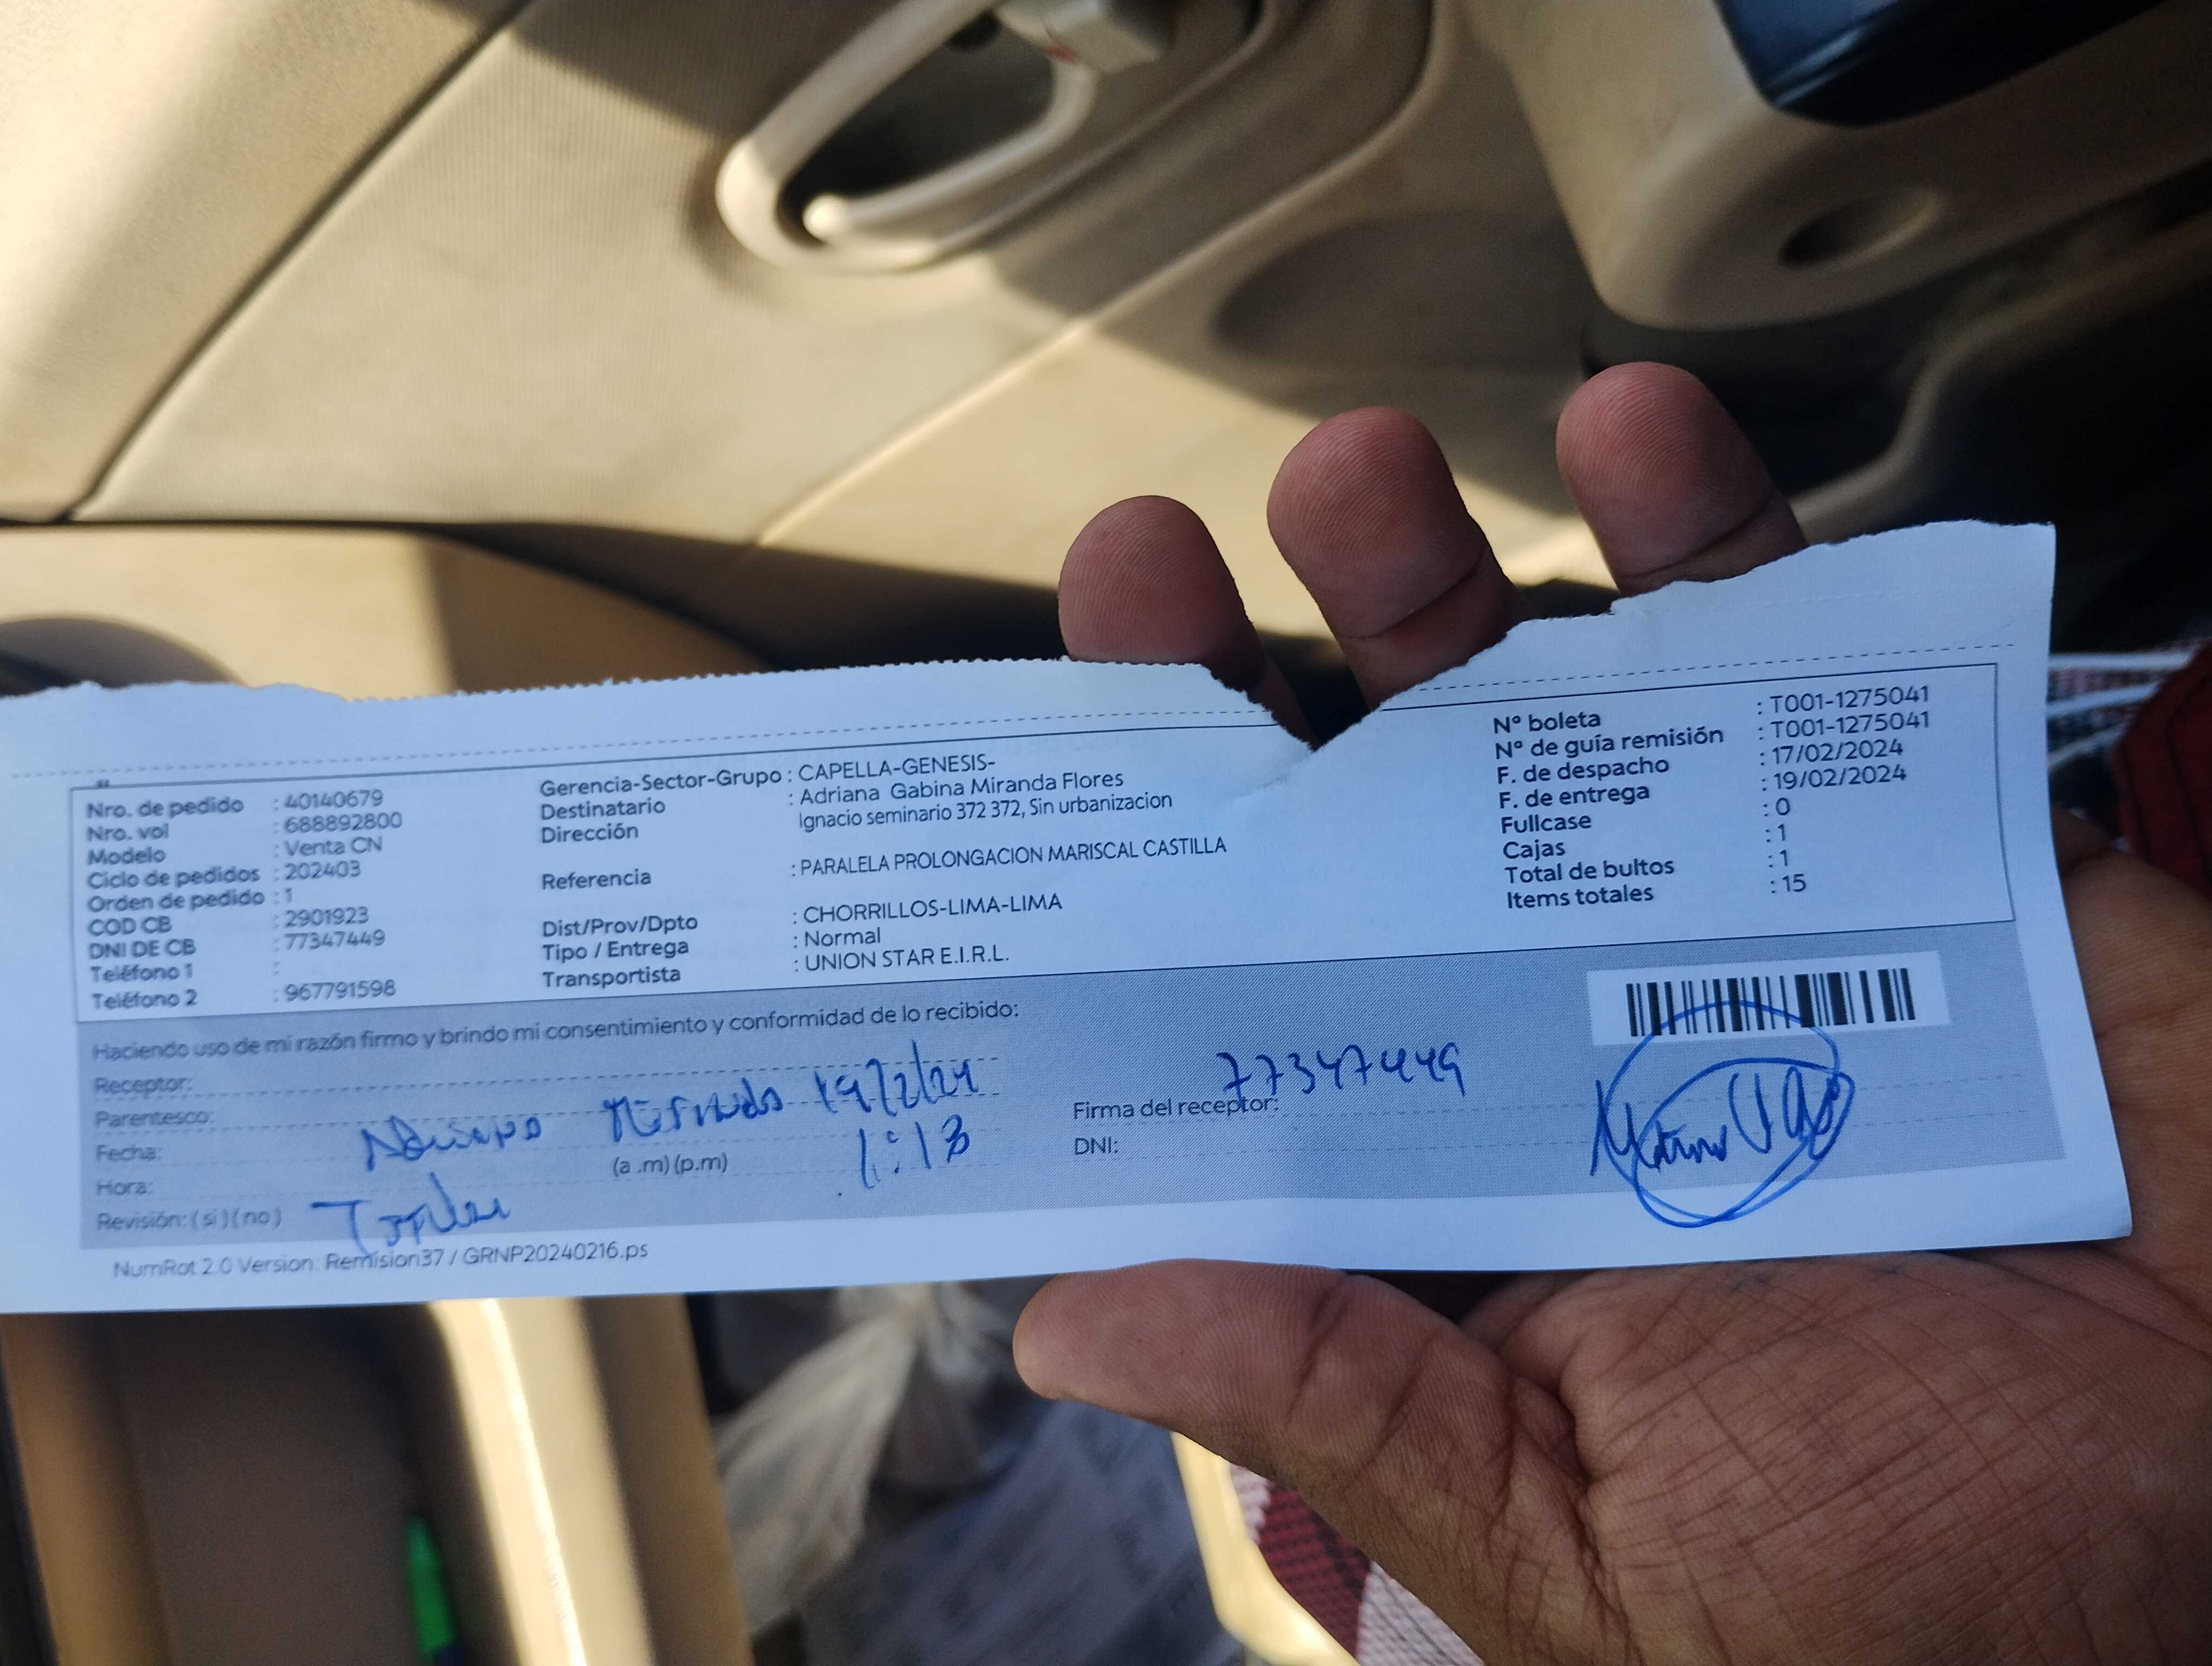 Nro. de pedido : 40140679
Nro. vol : 688892800
Modelo : Venta CN
Ciclo de pedidos : 202403
Orden de pedido : 1
COD CB : 2901923
DNI DE CB : 77347449
Teléfono 1 :
Teléfono 2 : 967791598
Gerencia-Sector-Grupo : CAPELLA-GENESIS-
Destinatario : Adriana Gabina Miranda Flores
Dirección Ignacio seminario 372 372, Sin urbanizacion
Referencia : PARALELA PROLONGACION MARISCAL CASTILLA
Dist/Prov/Dpto : CHORRILLOS-LIMA-LIMA
Tipo / Entrega : Normal
Transportista : UNION STAR E.I.R.L.
Nº boleta : T001-1275041
Nº de guía remisión : T001-1275041
F. de despacho : 17/02/2024
F. de entrega : 19/02/2024
Fullcase : 0
Cajas : 1
Total de bultos : 1
Items totales : 15
Haciendo uso de mi razón firmo y brindo mi consentimiento y conformidad de lo recibido:
Receptor:
Parentesco: 19/2/24
Fecha:
Hora: (a .m) (p.m) 1:13
Revisión: ( si ) ( no )
77347449
Firma del receptor:
DNI:
NumRot 2.0 Version: Remision37 / GRNP20240216.ps